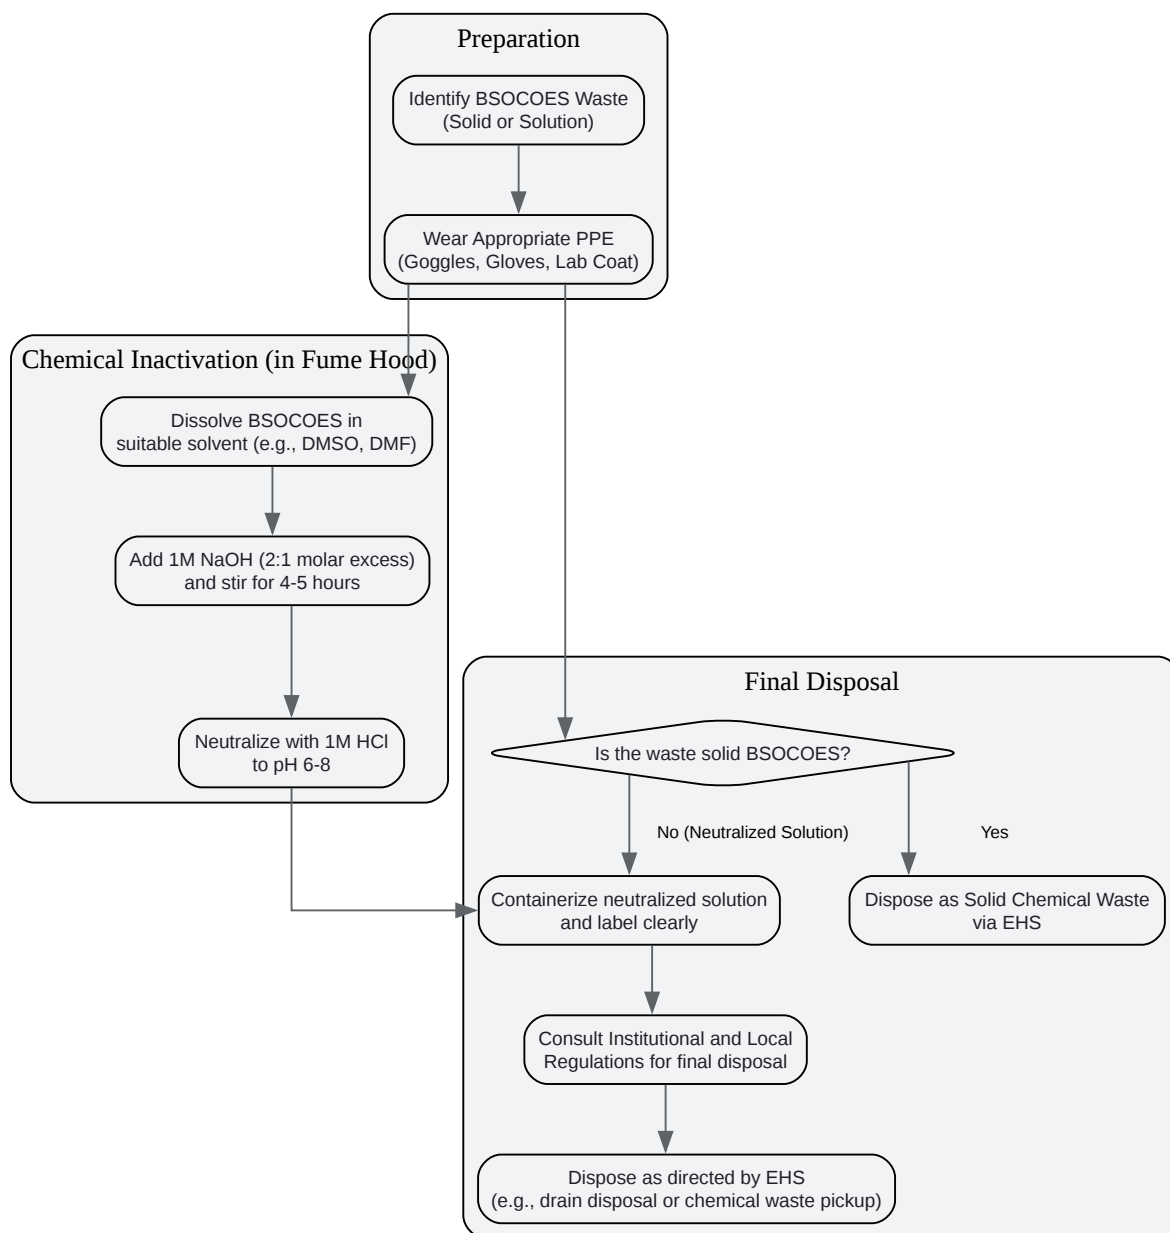 Preparation
Identify BSOCOES Waste
(Solid or Solution)
Wear Appropriate PPE
(Goggles, Gloves, Lab Coat)
Chemical Inactivation (in Fume Hood)
Dissolve BSOCOES in
suitable solvent (e.g., DMSO, DMF)
Add 1M NaOH (2:1 molar excess)
and stir for 4-5 hours
Neutralize with 1M HCl
to pH 6-8
Final Disposal
Is the waste solid BSOCOES?
No (Neutralized Solution)
Yes
Containerize neutralized solution
and label clearly
Dispose as Solid Chemical Waste
via EHS
Consult Institutional and Local
Regulations for final disposal
Dispose as directed by EHS
(e.g., drain disposal or chemical waste pickup)